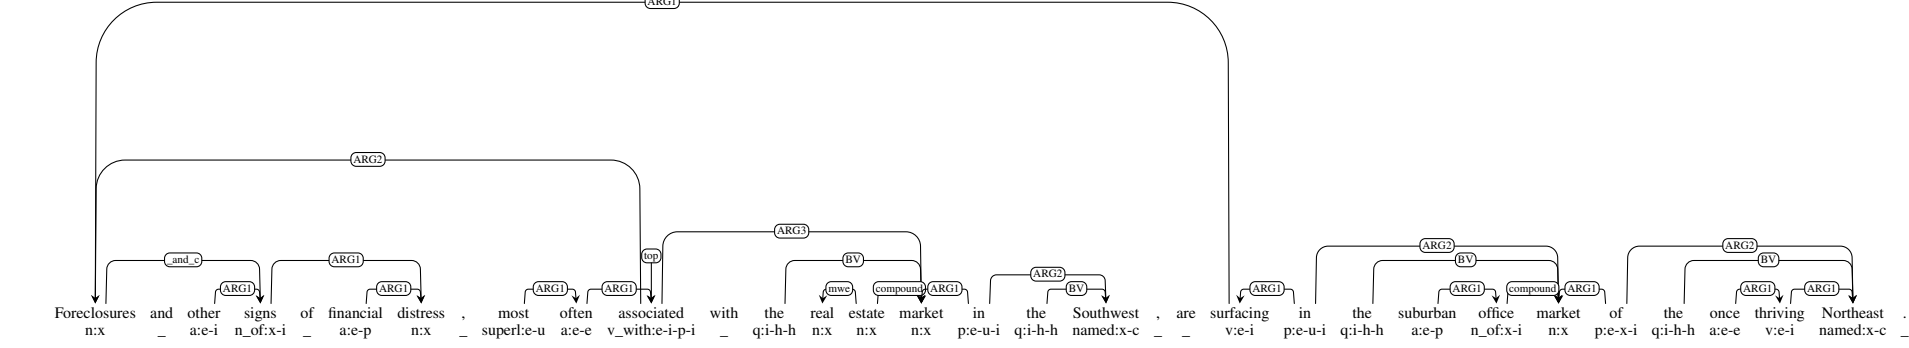 ARG1
ARG2
ARG3
top
_and_c ARG1 BV ARG2 BV ARG2 BV
ARG2
ARG1 ARG1 ARG1 ARG1 mwe compound ARG1 BV ARG1 ARG1 compound ARG1 ARG1 ARG1
Foreclosures and other signs of financial distress , most often associated with the real estate market in the Southwest , are surfacing in the suburban office market of the once thriving Northeast .
n:x _ a:e-i n_of:x-i _ a:e-p n:x _ superl:e-u a:e-e v_with:e-i-p-i _ q:i-h-h n:x n:x n:x p:e-u-i q:i-h-h named:x-c _ _ v:e-i p:e-u-i q:i-h-h a:e-p n_of:x-i n:x p:e-x-i q:i-h-h a:e-e v:e-i named:x-c _